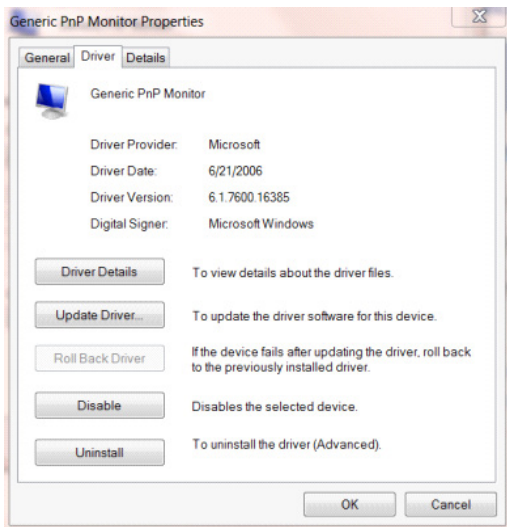 Generic PnP Monitor Properties
General Driver Details
Generic PnP Monitor
Driver Provider: Microsoft
Driver Date: 6/21/2006
Driver Version: 6.1.7600.16385
Digital Signer: Microsoft Windows
Driver Details To view details about the driver files.
Update Driver... To update the driver software for this device.
Roll Back Driver If the device fails after updating the driver, roll back
to the previously installed driver.
Disable Disables the selected device.
Uninstall To uninstall the driver (Advanced).
OK Cancel